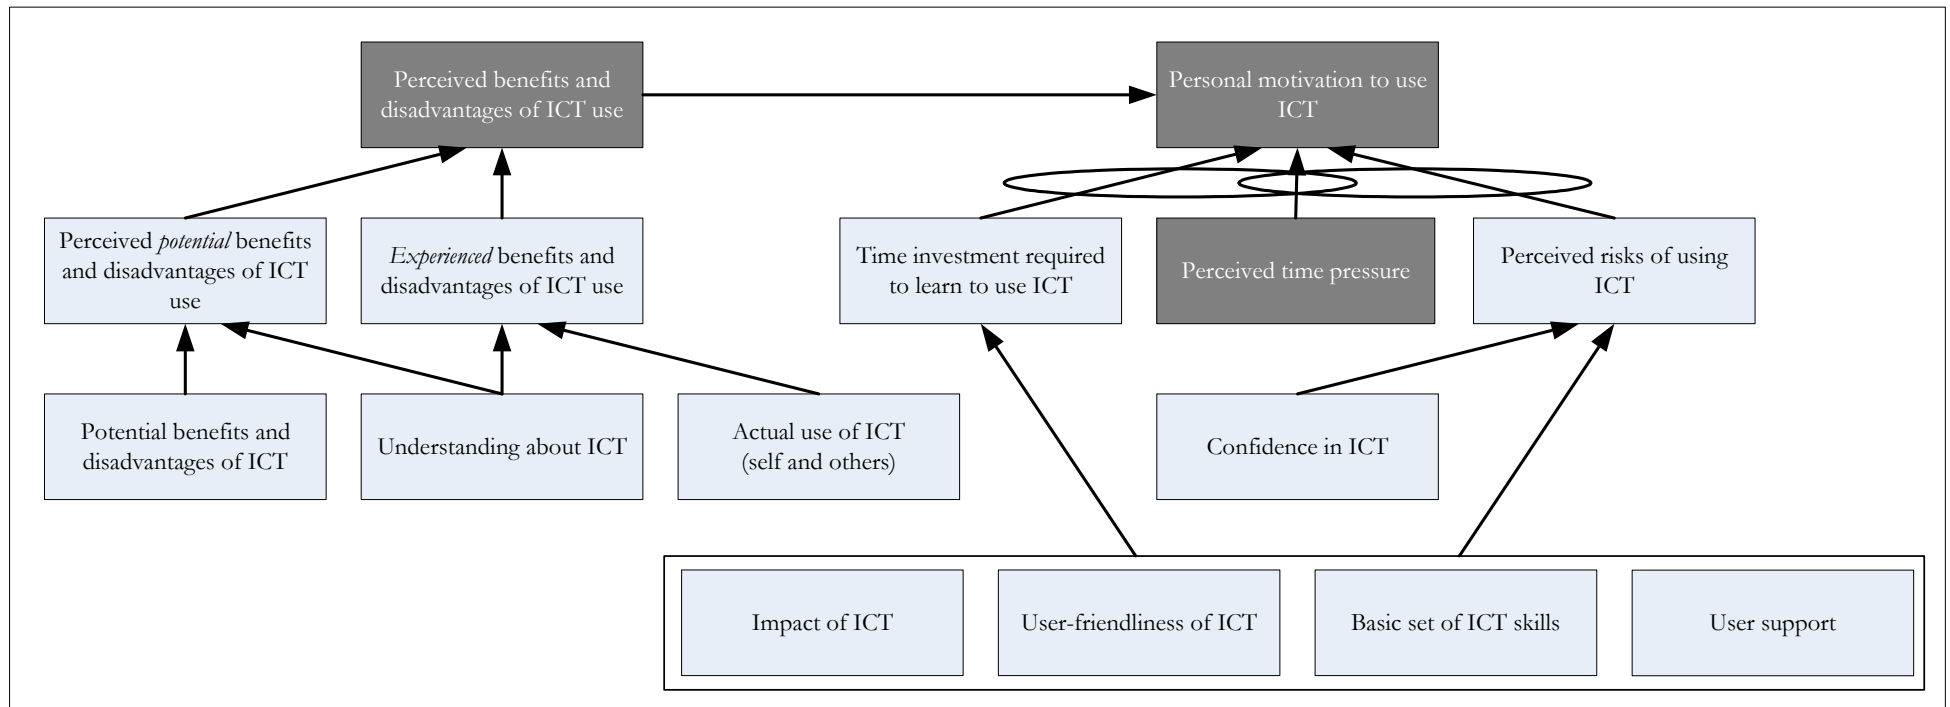 Perceived benefits and
disadvantages of ICT use
Personal motivation to use
ICT
Perceived potential benefits
and disadvantages of ICT
use
Experienced benefits and
disadvantages of ICT use
Time investment required
to learn to use ICT
Perceived time pressure
Perceived risks of using
ICT
Potential benefits and
disadvantages of ICT
Understanding about ICT
Actual use of ICT
(self and others)
Confidence in ICT
Impact of ICT
User-friendliness of ICT
Basic set of ICT skills
User support